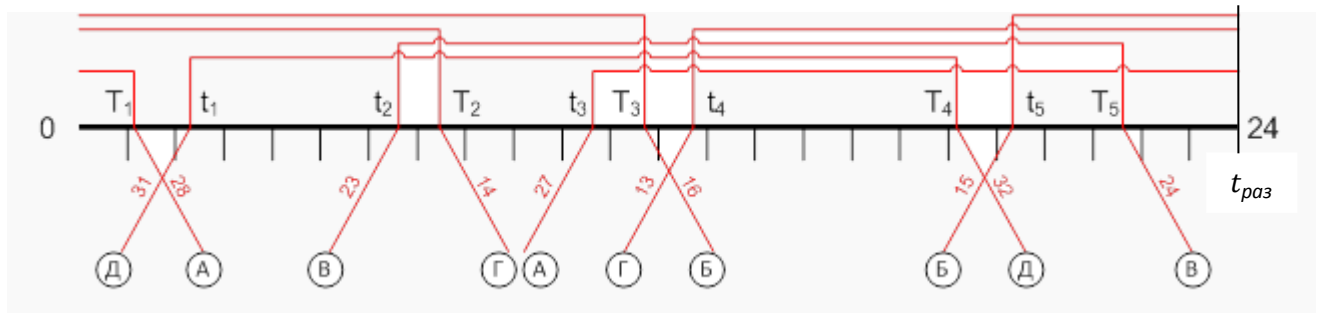 T1 t1 t2 T2 t3 T3 t4 T4 t5 T5
0 24
31 28 23 14 27 13 16 15 32 24
tраз
Д А В Г А Г Б Б Д В